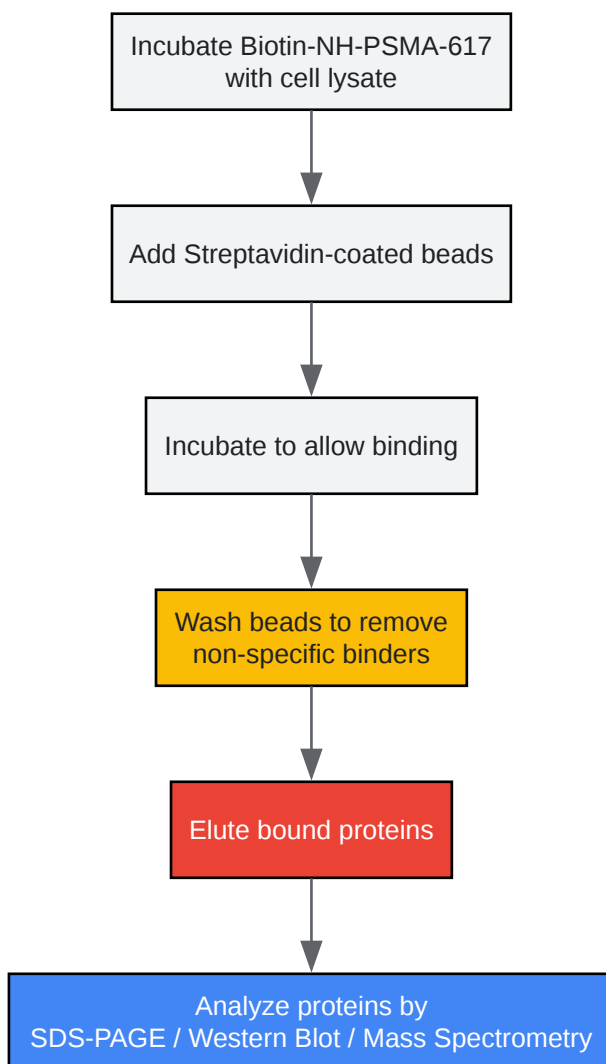 Incubate Biotin-NH-PSMA-617
with cell lysate
Add Streptavidin-coated beads
Incubate to allow binding
Wash beads to remove
non-specific binders
Elute bound proteins
Analyze proteins by
SDS-PAGE / Western Blot / Mass Spectrometry